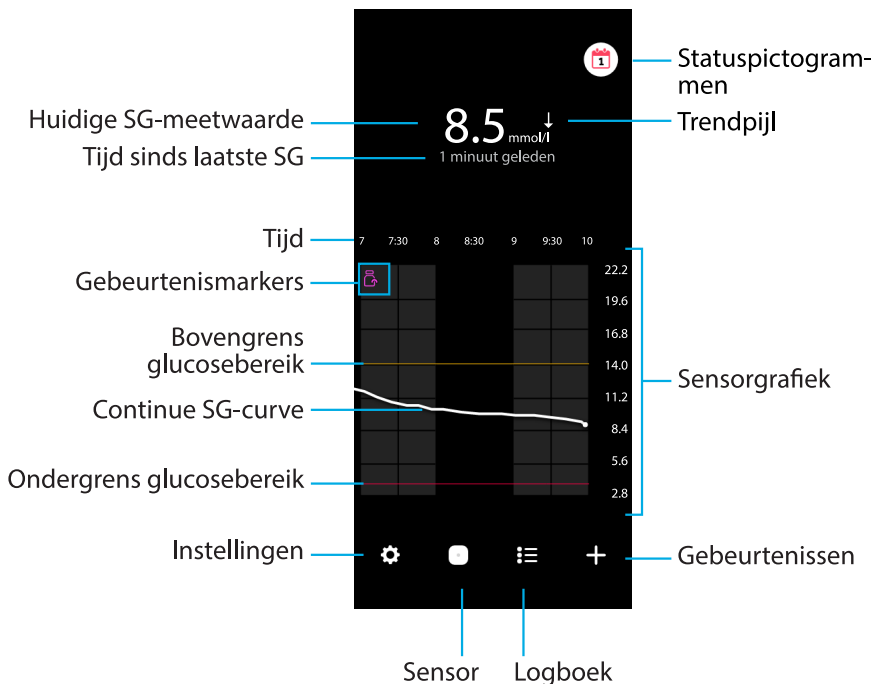 1
Statuspictogram-
men
Huidige SG-meetwaarde
8.5 mmol/l
Trendpijl
Tijd sinds laatste SG
1 minuut geleden
Tijd
7 7:30 8 8:30 9 9:30 10
Gebeurtenismarkers
22.2
19.6
Bovengrens
glucosebereik
16.8
14.0
Sensorgrafiek
Continue SG-curve
11.2
8.4
Ondergrens glucosebereik
5.6
2.8
Instellingen
Gebeurtenissen
Sensor
Logboek